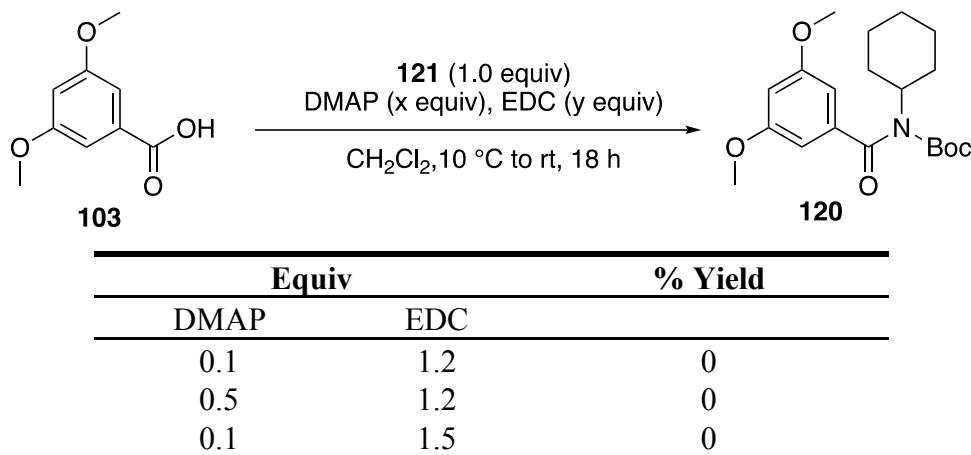 O
O
OH
O
103
121 (1.0 equiv)
DMAP (x equiv), EDC (y equiv)
CH₂Cl₂,10 °C to rt, 18 h
O
O
N
Boc
O
120
Equiv % Yield
DMAP EDC
0.1 1.2 0
0.5 1.2 0
0.1 1.5 0